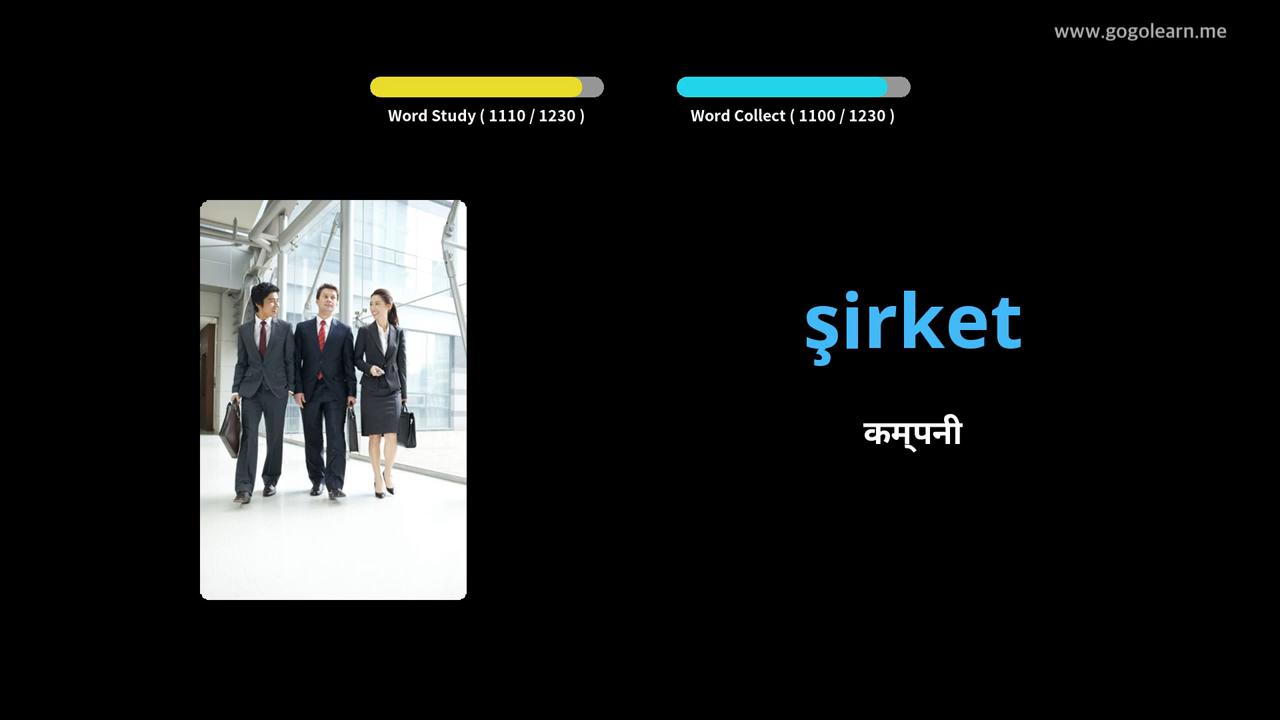 www.gogolearn.me
Word Study ( 1110 / 1230 )
Word Collect ( 1100 / 1230 )
şirket
कम्पनी